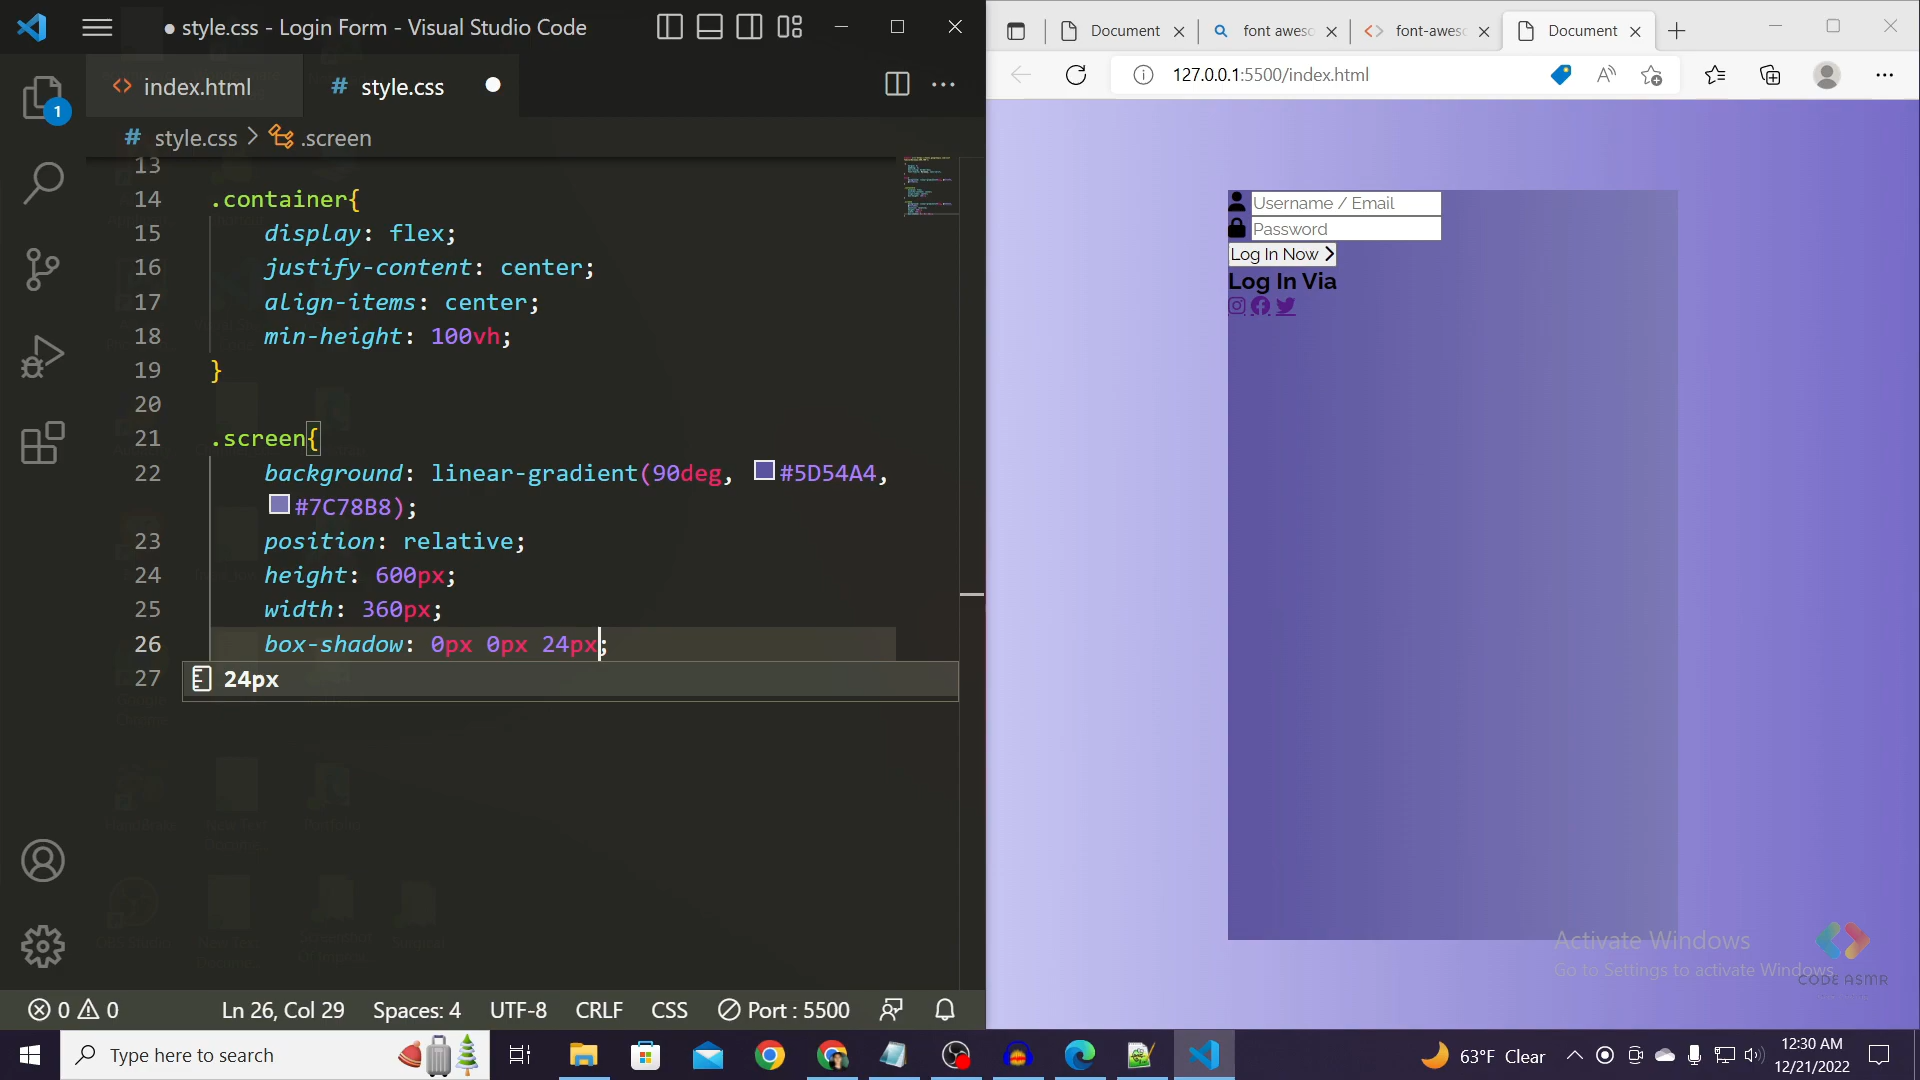 style.css - Login Form - Visual Studio Code
index.html
# style.css
# style.css > .screen
13
14 .container{
15 display: flex;
16 justify-content: center;
17 align-items: center;
18 min-height: 100vh;
19 }
20
21 .screen{
22 background: linear-gradient(90deg, #5D54A4,
#7C78B8);
23 position: relative;
24 height: 600px;
25 width: 360px;
26 box-shadow: 0px 0px 24px;
24px
27
1
0 0
Ln 26, Col 29
Spaces: 4
UTF-8
CRLF
CSS
Port : 5500
Document
font awesc
font-awesc
Document
127.0.0.1:5500/index.html
Username / Email
Password
Log In Now
Log In Via
Activate Windows
Go to Settings to activate Windows.
CODE ASMR
Type here to search
63°F Clear
12:30 AM
12/21/2022